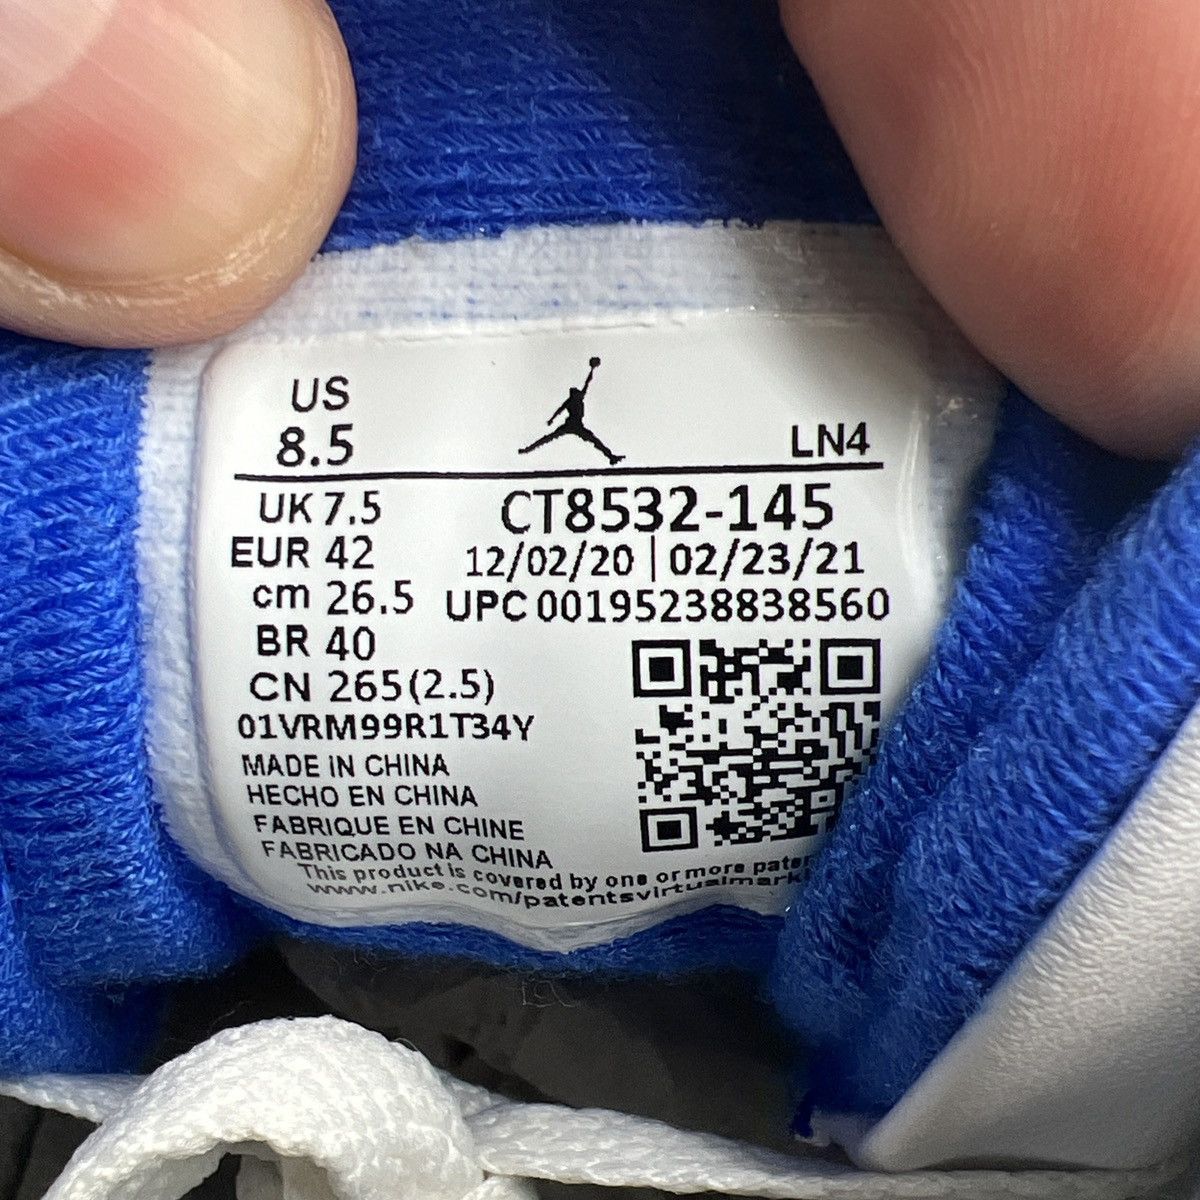 US
8.5
LN4
UK 7.5
CT8532-145
EUR 42
12/02/20 | 02/23/21
cm 26.5
UPC 00195238838560
BR 40
CN 265(2.5)
01VRM99R1T34Y
MADE IN CHINA
HECHO EN CHINA
FABRIQUE EN CHINE
FABRICADO NA CHINA
This product is covered by one or more
www.nike.com/patentsvirtualmark